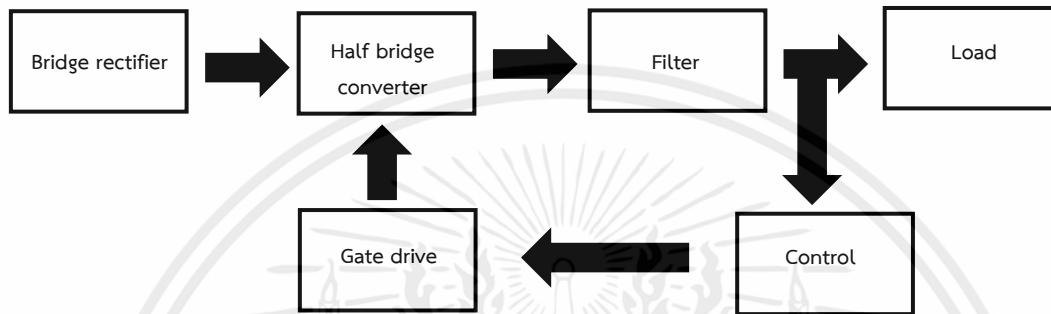 Bridge rectifier
Half bridge
converter
Filter
Load
Gate drive
Control